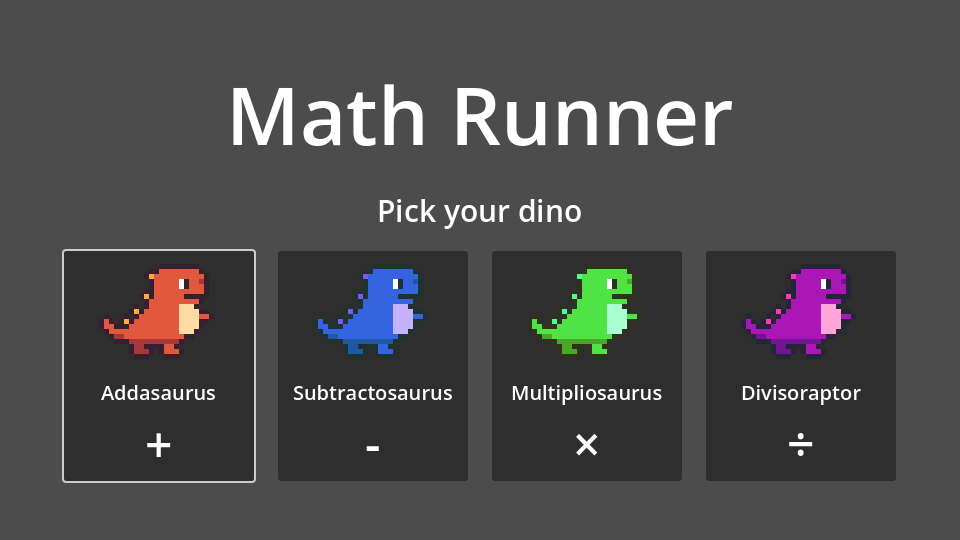 Math Runner
Pick your dino
Addasaurus
+
Subtractosaurus
-
Multipliosaurus
×
Divisoraptor
÷